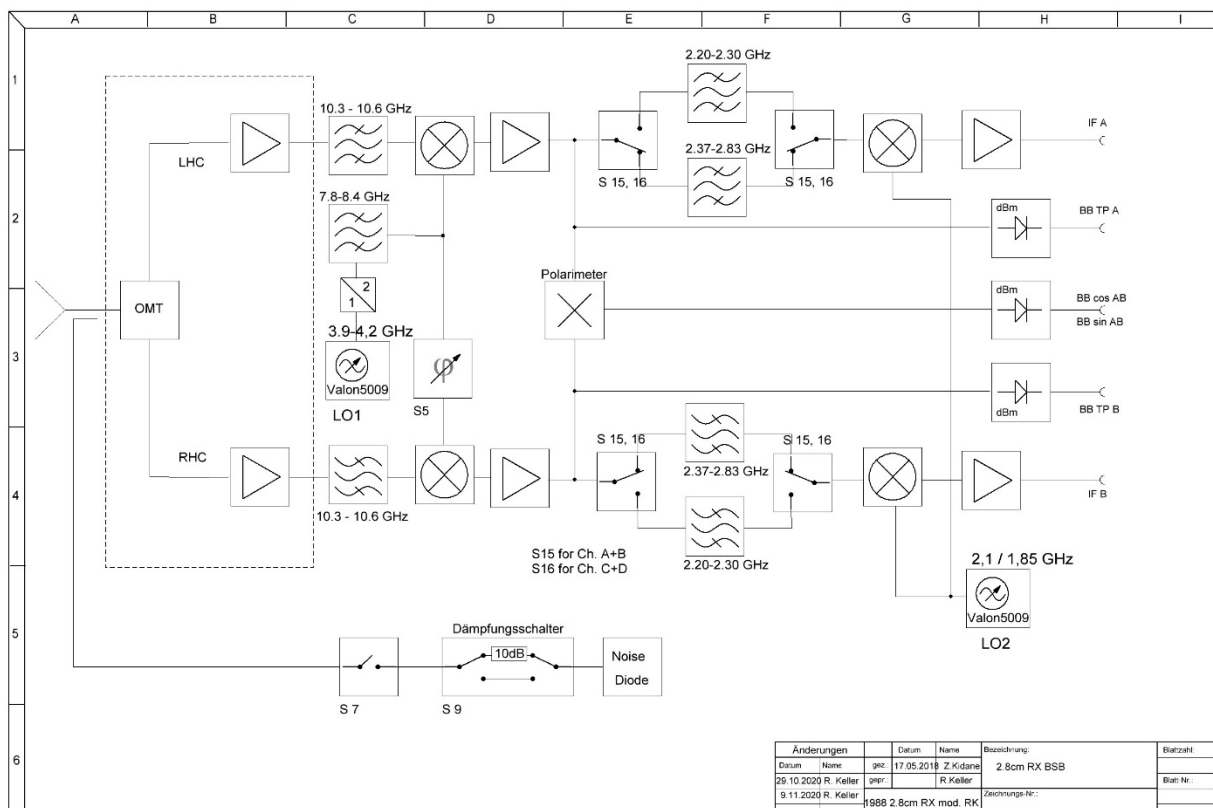 A B C D E F G H I
1
2
3
4
5
6
2.20-2.30 GHz
10.3 - 10.6 GHz
IF A
LHC
2.37-2.83 GHz
S 15, 16
S 15, 16
7.8-8.4 GHz
dBm
BB TP A
Polarimeter
2
1
OMT
dBm
BB cos AB
BB sin AB
3.9-4,2 GHz
φ
Valon5009
LO1
S5
dBm
BB TP B
RHC
S 15, 16
S 15, 16
2.37-2.83 GHz
IF B
10.3 - 10.6 GHz
S15 for Ch. A+B
S16 for Ch. C+D
2.20-2.30 GHz
2,1 / 1,85 GHz
Valon5009
LO2
Dämpfungsschalter
10dB
Noise
Diode
S 7
S 9
Änderungen Datum Name Bezeichnung: Blattzahl:
Datum Name gez.: 17.05.2018 Z.Kidane 2.8cm RX BSB
29.10.2020 R. Keller gepr.: R.Keller Blatt-Nr.:
9.11.2020 R. Keller 1988 2.8cm RX mod. RK Zeichnungs-Nr.: